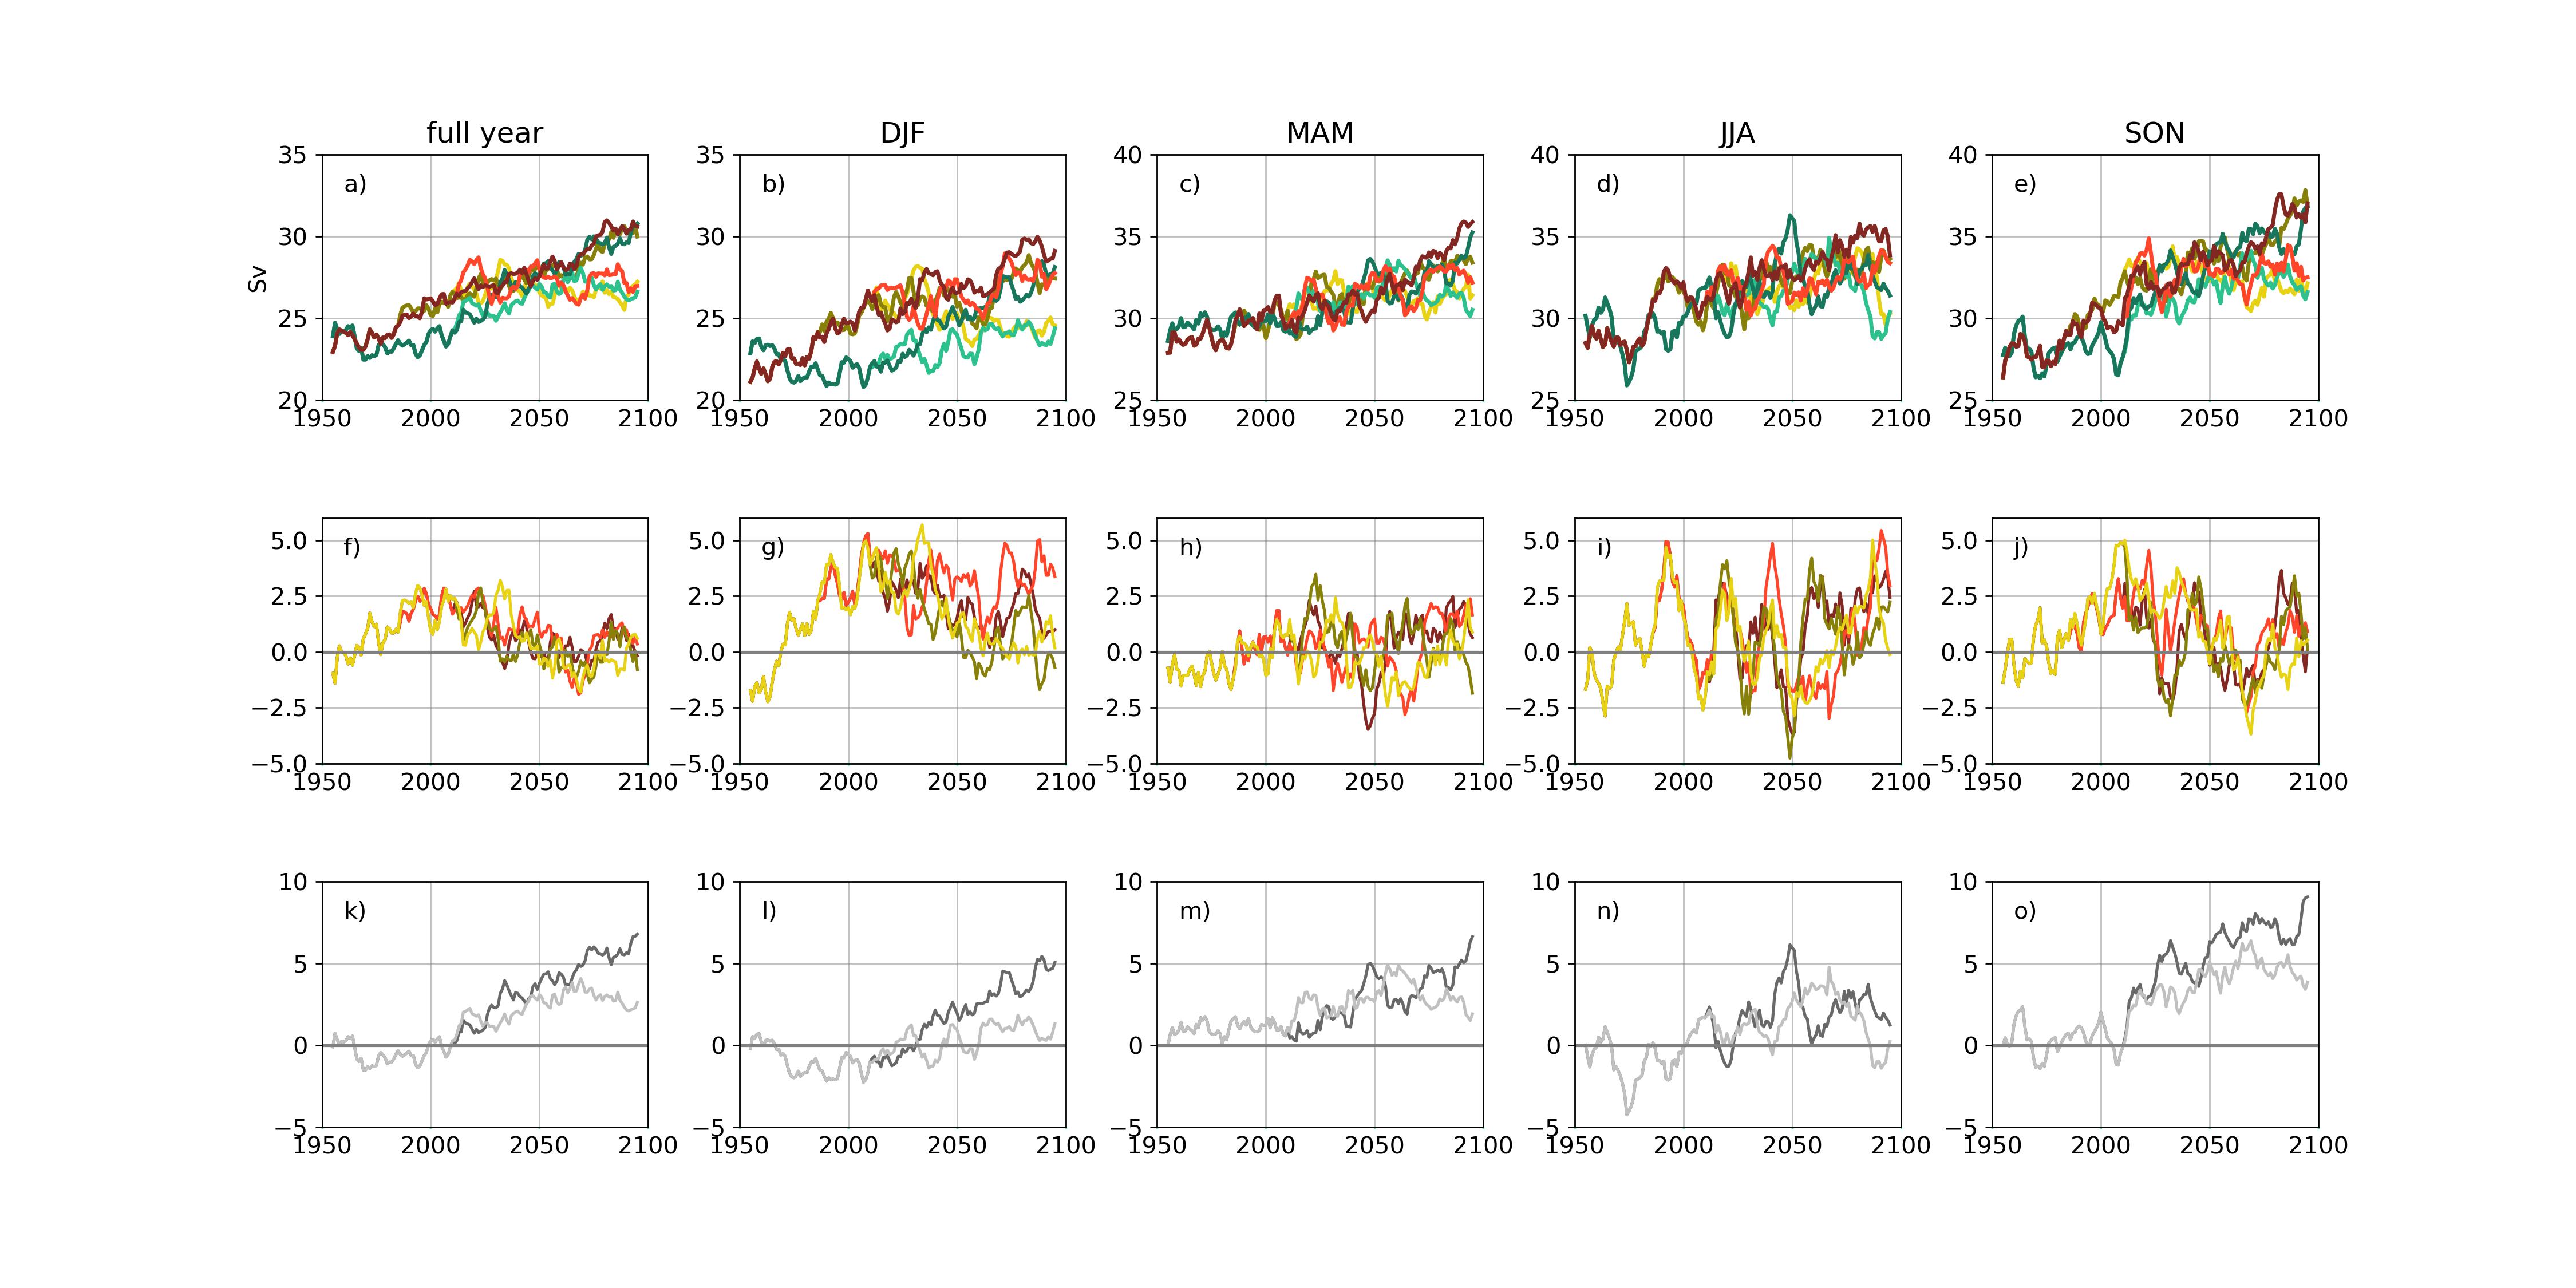 full year DJF MAM JJA SON
35 35 40 40 40
a) b) c) d) e)
30 30 35 35 35
Sv
25 25 30 30 30
20 20 25 25 25
1950 2000 2050 2100 1950 2000 2050 2100 1950 2000 2050 2100 1950 2000 2050 2100 1950 2000 2050 2100
5.0 5.0 5.0 5.0 5.0
f) g) h) i) j)
2.5 2.5 2.5 2.5 2.5
0.0 0.0 0.0 0.0 0.0
−2.5 −2.5 −2.5 −2.5 −2.5
−5.0 −5.0 −5.0 −5.0 −5.0
1950 2000 2050 2100 1950 2000 2050 2100 1950 2000 2050 2100 1950 2000 2050 2100 1950 2000 2050 2100
10 10 10 10 10
k) l) m) n) o)
5 5 5 5 5
0 0 0 0 0
−5 −5 −5 −5 −5
1950 2000 2050 2100 1950 2000 2050 2100 1950 2000 2050 2100 1950 2000 2050 2100 1950 2000 2050 2100